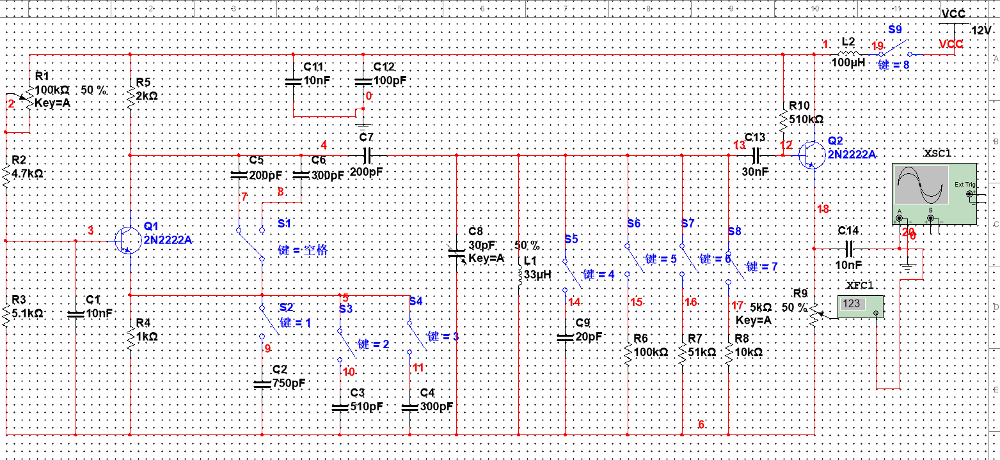 1 2 3 4 5 6 7 8 9 10 11
VCC
12V
S9
VCC
19
L2
1
100µH
键 = 8
A
R1
100kΩ 50 %
Key=A
2
R5
2kΩ
C11
10nF
C12
100pF
0
R10
510kΩ
B
R2
4.7kΩ
4
C5
200pF
C6
300pF
C7
200pF
13
C13
30nF
12
Q2
2N2222A
XSC1
Ext Trig
A
B
7
8
18
3
Q1
2N2222A
S1
键 = 空格
C8
30pF 50 %
Key=A
L1
33µH
S5
键 = 4
S6
键 = 5
S7
键 = 6
S8
键 = 7
C14
10nF
20
0
C
R3
5.1kΩ
C1
10nF
R4
1kΩ
S2
键 = 1
5
S3
键 = 2
S4
键 = 3
14
15
16
17
5kΩ 50 %
Key=A
R9
XFC1
123
D
9
10
11
C9
20pF
R6
100kΩ
R7
51kΩ
R8
10kΩ
C2
750pF
C3
510pF
C4
300pF
6
E